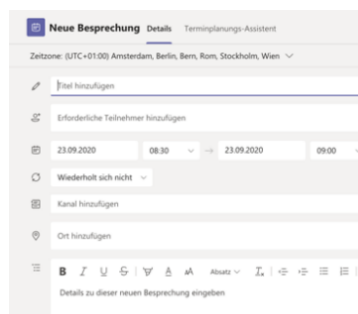 Neue Besprechung Details Terminplanungs-Assistent
Zeitzone: (UTC+01:00) Amsterdam, Berlin, Bern, Rom, Stockholm, Wien
Titel hinzufügen
Erforderliche Teilnehmer hinzufügen
23.09.2020 08:30 → 23.09.2020 09:00
Wiederholt sich nicht
Kanal hinzufügen
Ort hinzufügen
B I U S A AA Absatz
Details zu dieser neuen Besprechung eingeben